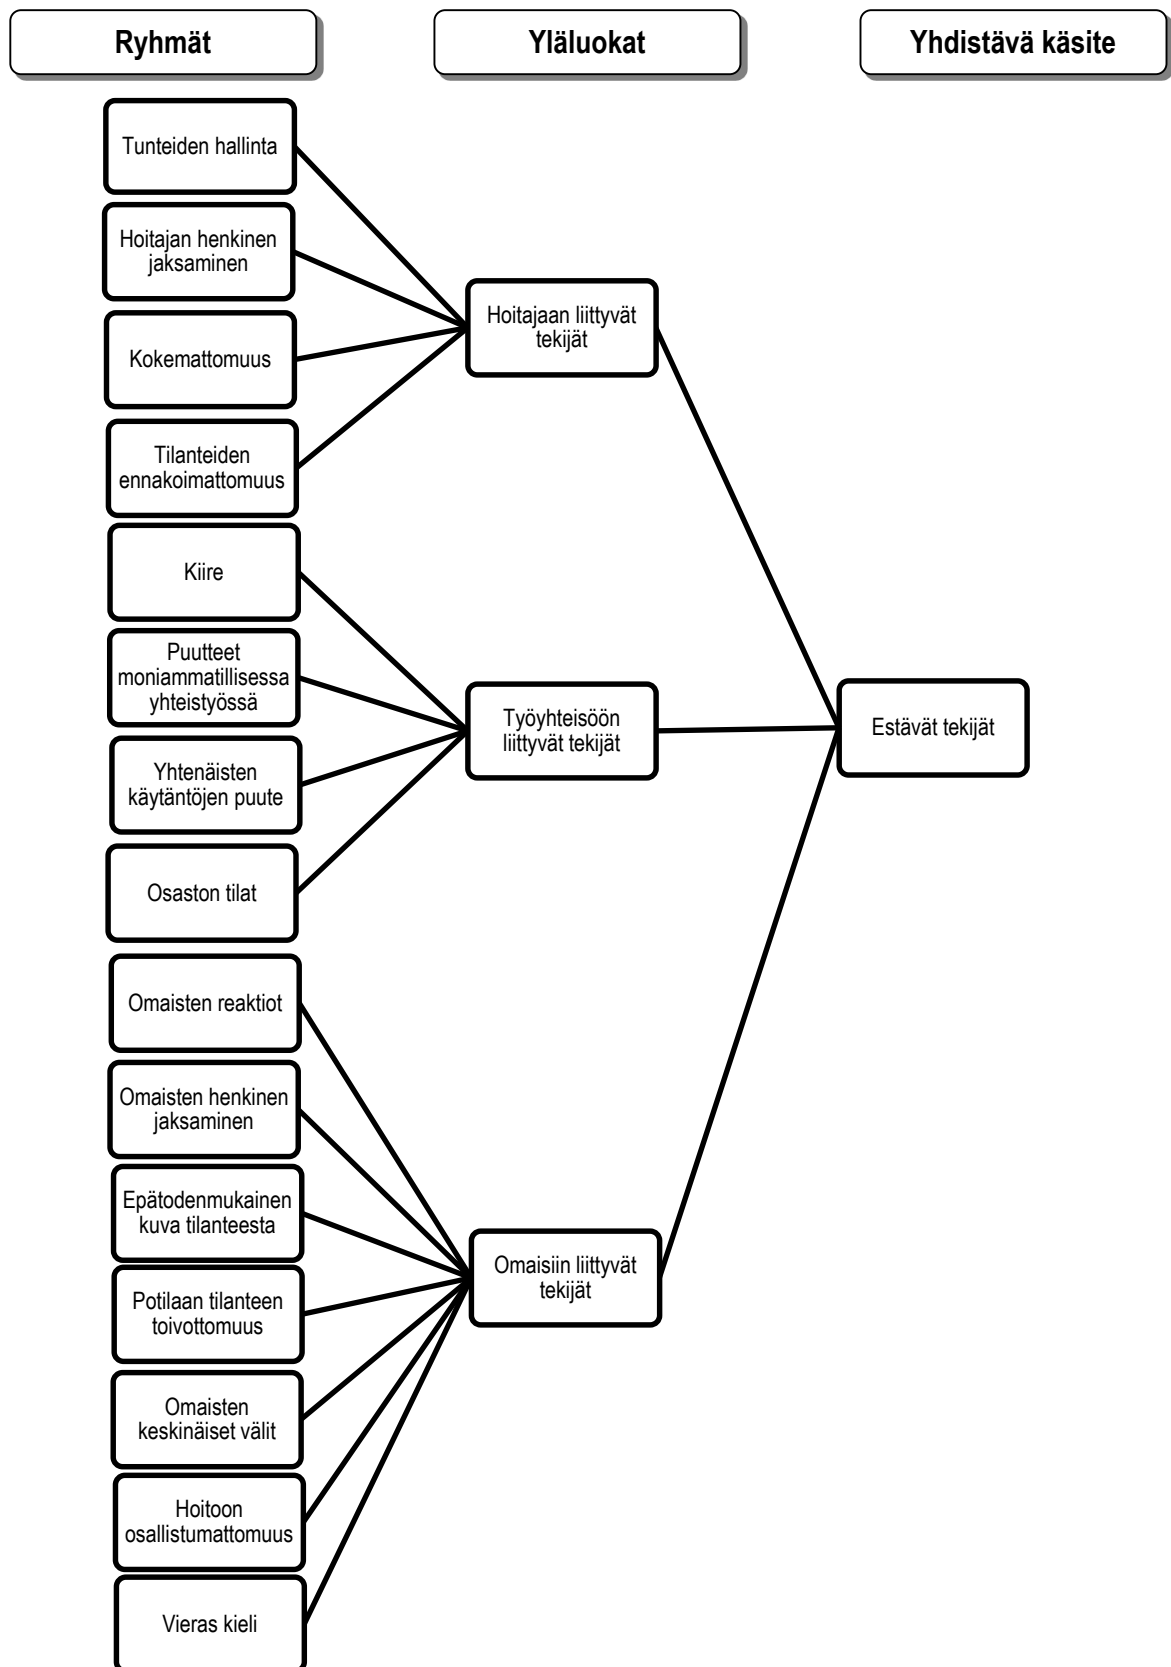 Ryhmät
Yläluokat
Yhdistävä käsite
Tunteiden hallinta
Hoitajan henkinen
jaksaminen
Kokemattomuus
Tilanteiden
ennakoimattomuus
Hoitajaan liittyvät
tekijät
Kiire
Puutteet
moniammatillisessa
yhteistyössä
Yhtenäisten
käytäntöjen puute
Osaston tilat
Työyhteisöön
liittyvät tekijät
Estävät tekijät
Omaisten reaktiot
Omaisten henkinen
jaksaminen
Epätodenmukainen
kuva tilanteesta
Potilaan tilanteen
toivottomuus
Omaisten
keskinäiset välit
Hoitoon
osallistumattomuus
Vieras kieli
Omaisiin liittyvät
tekijät